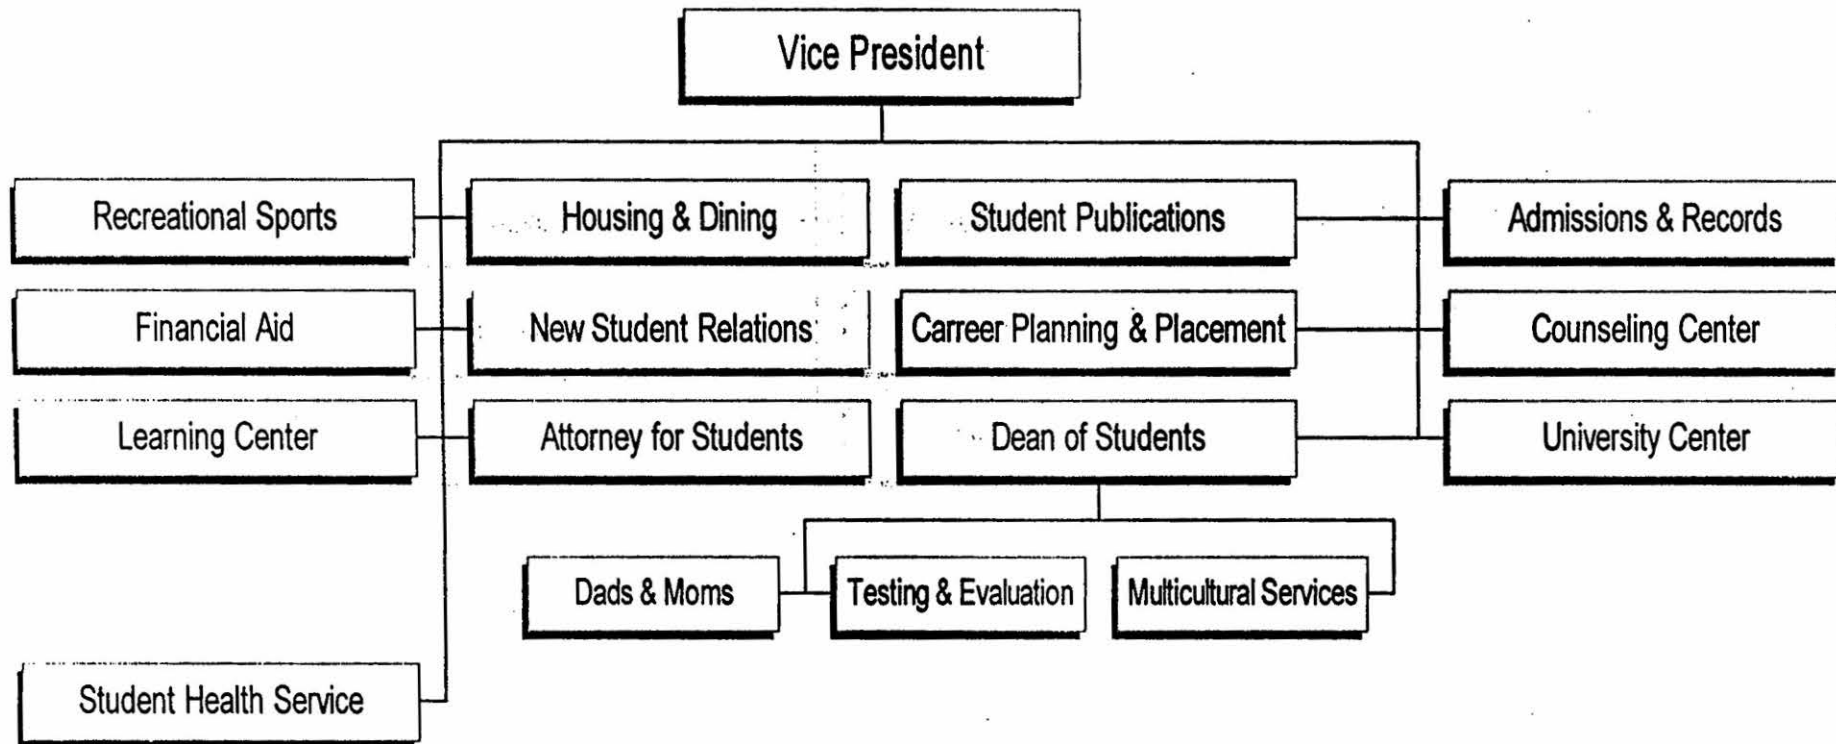 Vice President
Recreational Sports
Housing & Dining
Student Publications
Admissions & Records
Financial Aid
New Student Relations
Carreer Planning & Placement
Counseling Center
Learning Center
Attorney for Students
Dean of Students
University Center
Dads & Moms
Testing & Evaluation
Multicultural Services
Student Health Service